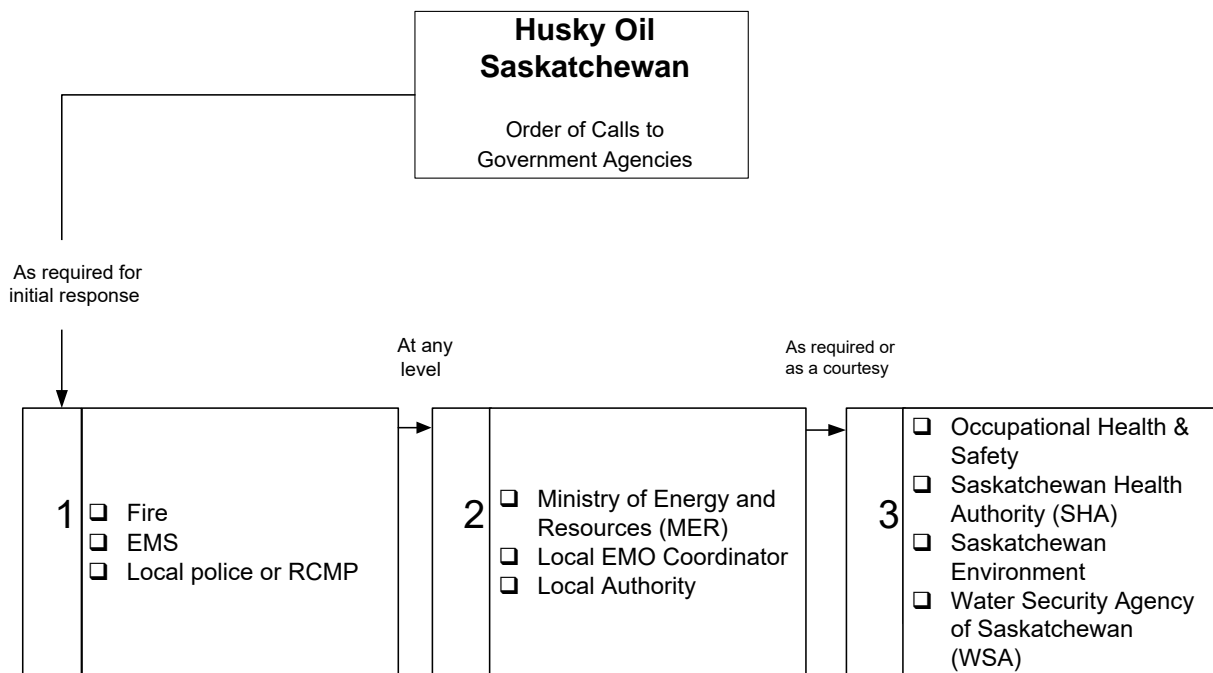 Husky Oil
Saskatchewan
Order of Calls to
Government Agencies
As required for
initial response
At any
level
As required or
as a courtesy
1
❑ Fire
❑ EMS
❑ Local police or RCMP
2
❑ Ministry of Energy and
Resources (MER)
❑ Local EMO Coordinator
❑ Local Authority
3
❑ Occupational Health &
Safety
❑ Saskatchewan Health
Authority (SHA)
❑ Saskatchewan
Environment
❑ Water Security Agency
of Saskatchewan
(WSA)